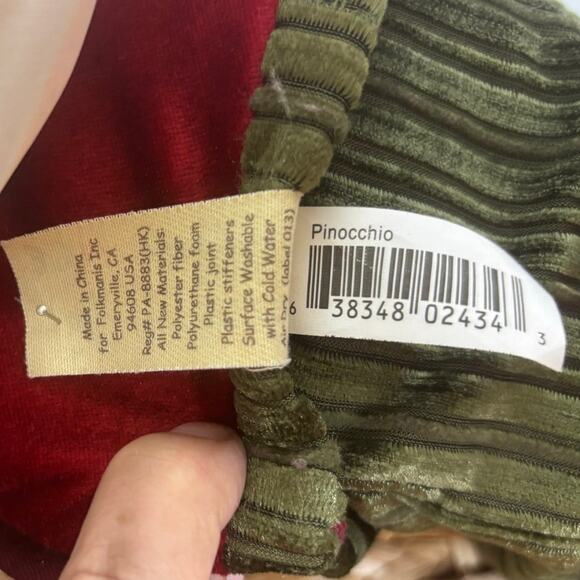 Made in China
for Folkmanis Inc
Emeryville, CA
94608 USA
Reg# PA-8883(HK)
All New Materials:
Polyester fiber
Polyurethane foam
Plastic joint
Plastic stiffeners
Surface Washable
with Cold Water
Air Dry (label 013)
Pinocchio
6 38348 02434 3